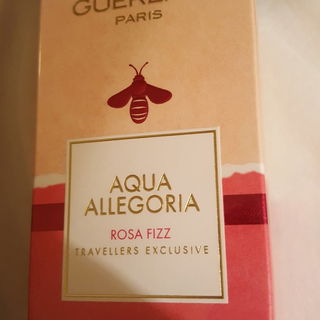 PARIS
AQUA
ALLEGORIA
ROSA FIZZ
TRAVELLERS EXCLUSIVE